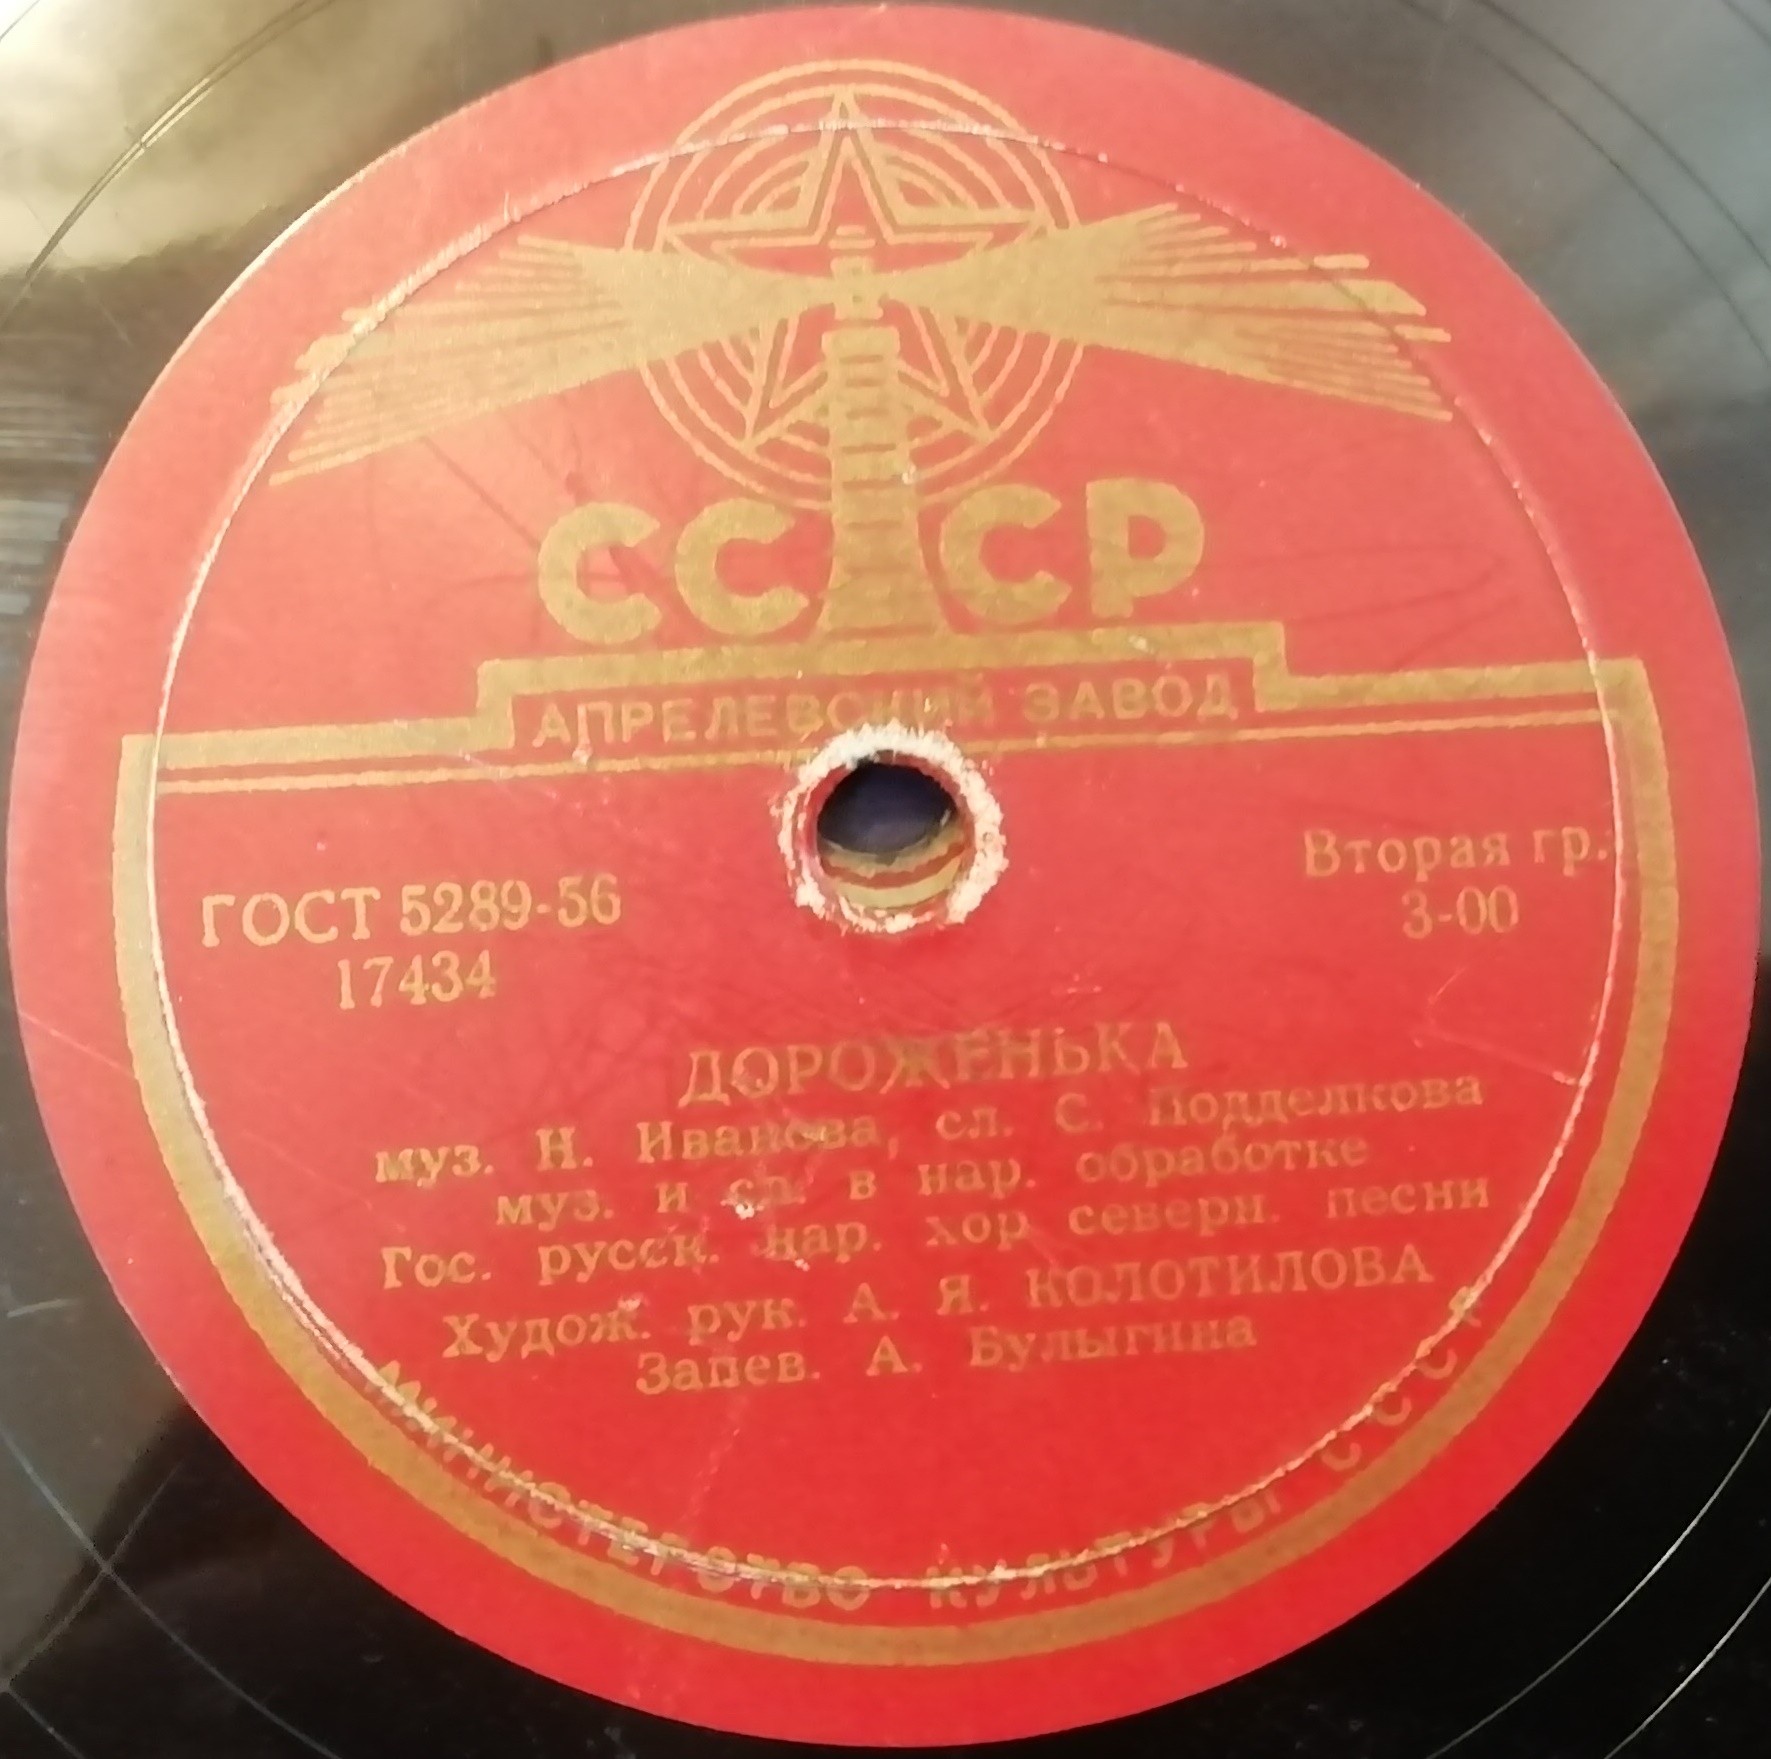 СССР
АПРЕЛЕВСКИЙ ЗАВОД
ГОСТ 5289-56
17434
Вторая гр.
3-00
ДОРОЖЕНЬКА
муз. Н. Иванова, сл. С. Подделкова
муз. и сл. в нар. обработке
Гос. русск. нар. хор северн. песни
Худож. рук. А. Я. КОЛОТИЛОВА
Запев. А. Булыгина
МИНИСТЕРСТВО КУЛЬТУРЫ СССР